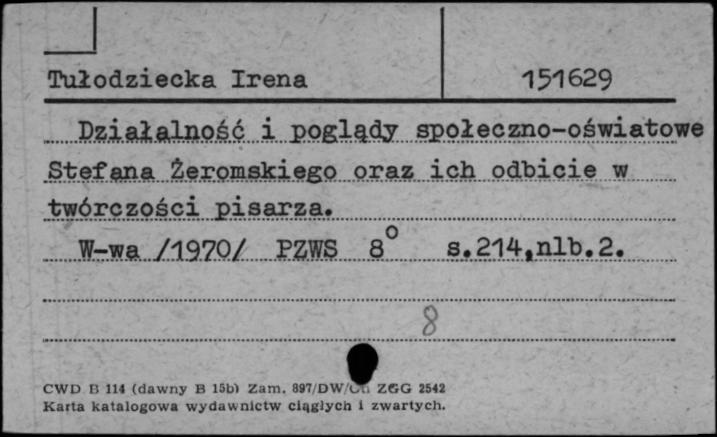 Tułodziecka Irena 151629
Działalność i poglądy społeczno-oświatowe
Stefana Żeromskiego oraz ich odbicie w
twórczości pisarza.
W-wa /1970/ PZWS 8° s.214,nlb.2.
8
CWD B 114 (dawny B 15b) Zam. 897/DW/ ZGG 2542
Karta katalogowa wydawnictw ciągłych i zwartych.